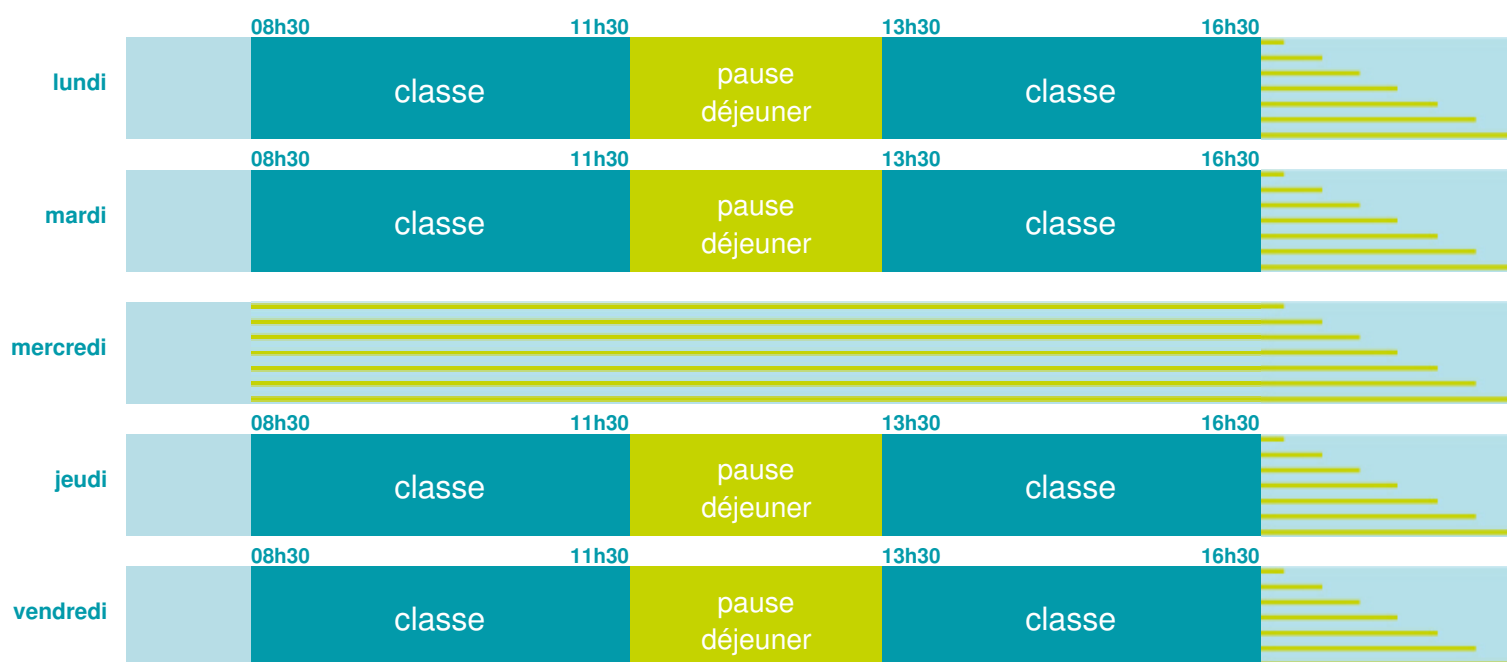 08h30 11h30 13h30 16h30
lundi classe pause déjeuner classe
08h30 11h30 13h30 16h30
mardi classe pause déjeuner classe
mercredi
08h30 11h30 13h30 16h30
jeudi classe pause déjeuner classe
08h30 11h30 13h30 16h30
vendredi classe pause déjeuner classe